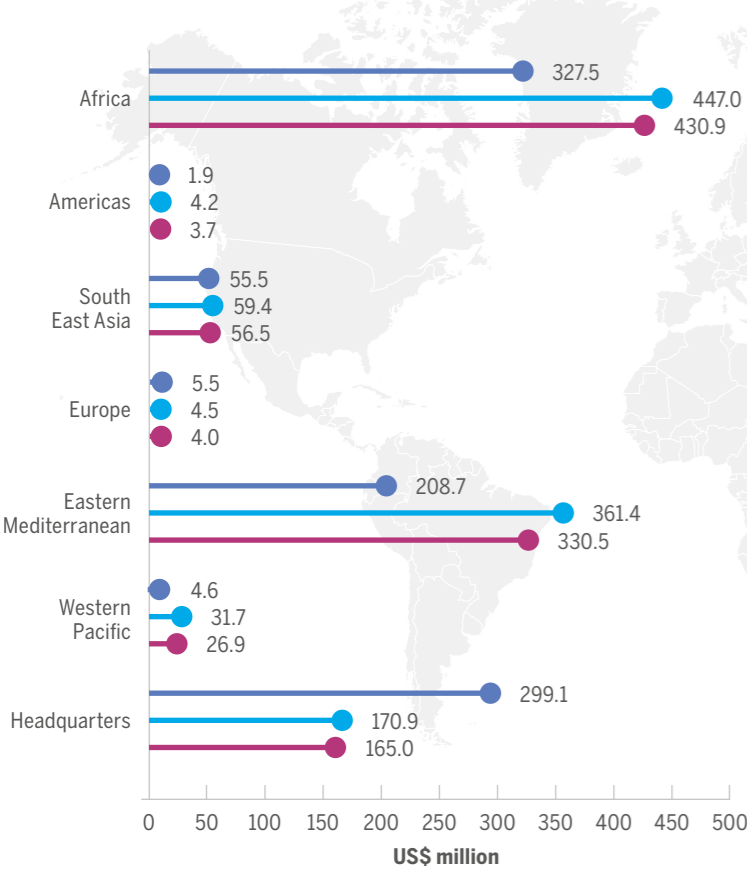 327.5
Africa 447.0
430.9
1.9
Americas 4.2
3.7
55.5
South
East Asia
59.4
56.5
5.5
Europe 4.5
4.0
208.7
Eastern
Mediterranean
361.4
330.5
4.6
Western
Pacific
31.7
26.9
299.1
Headquarters 170.9
165.0
0 50 100 150 200 250 300 350 400 450 500
US$ million